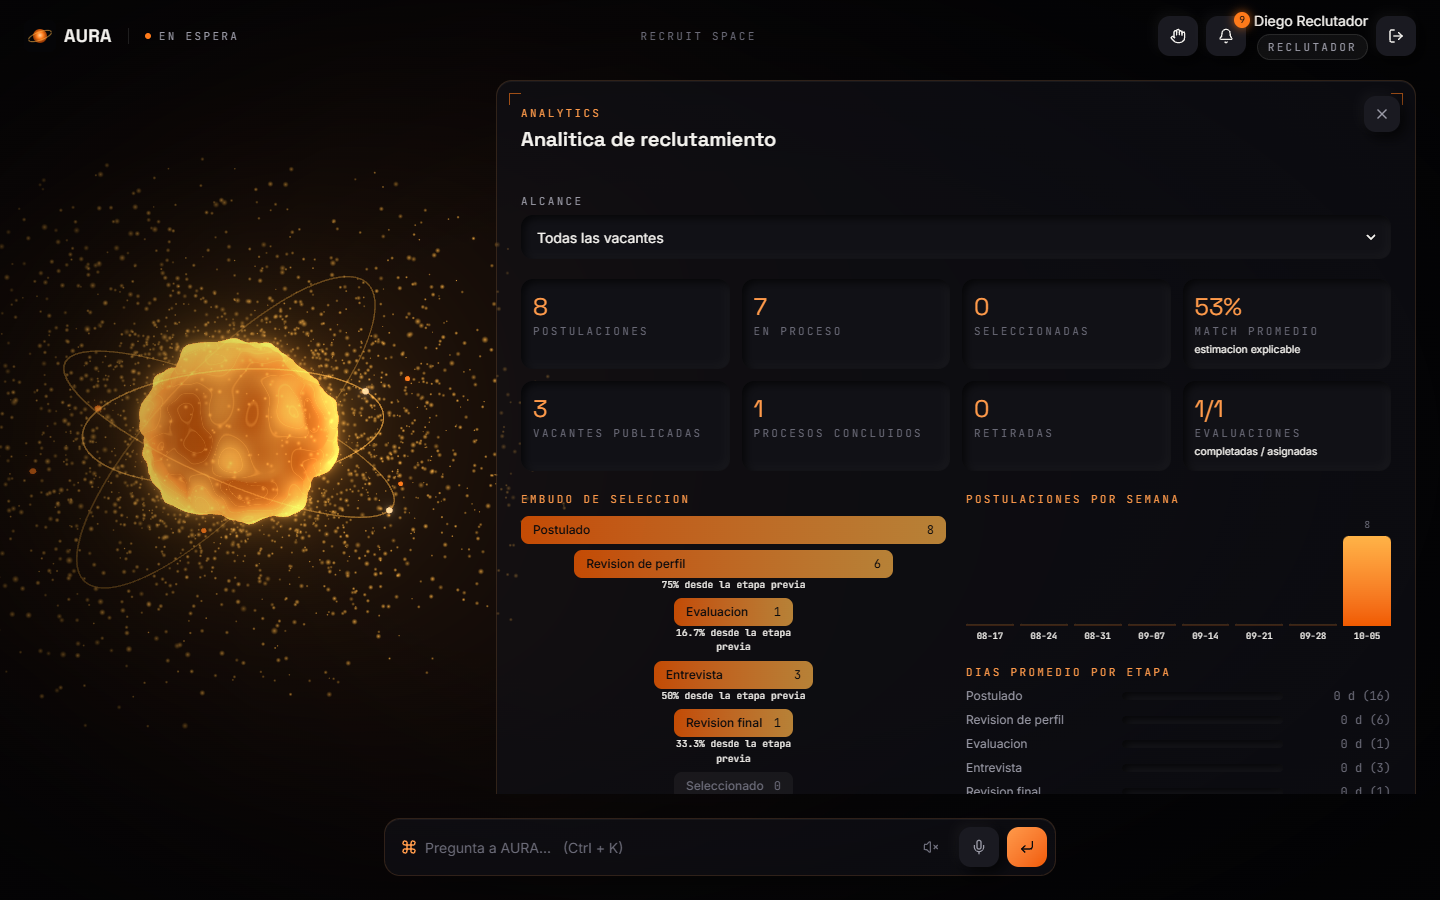 AURA
EN ESPERA
RECRUIT SPACE
9
Diego Reclutador
RECLUTADOR
ANALYTICS
Analitica de reclutamiento
ALCANCE
Todas las vacantes
8
POSTULACIONES
7
EN PROCESO
0
SELECCIONADAS
53%
MATCH PROMEDIO
estimacion explicable
3
VACANTES PUBLICADAS
1
PROCESOS CONCLUIDOS
0
RETIRADAS
1/1
EVALUACIONES
completadas / asignadas
EMBUDO DE SELECCION
Postulado 8
Revision de perfil 6
75% desde la etapa previa
Evaluacion 1
16.7% desde la etapa
previa
Entrevista 3
50% desde la etapa previa
Revision final 1
33.3% desde la etapa
previa
Seleccionado 0
POSTULACIONES POR SEMANA
8
08-17 08-24 08-31 09-07 09-14 09-21 09-28 10-05
DIAS PROMEDIO POR ETAPA
Postulado 0 d (16)
Revision de perfil 0 d (6)
Evaluacion 0 d (1)
Entrevista 0 d (3)
Revision final 0 d (1)
⌘ Pregunta a AURA... (Ctrl + K)